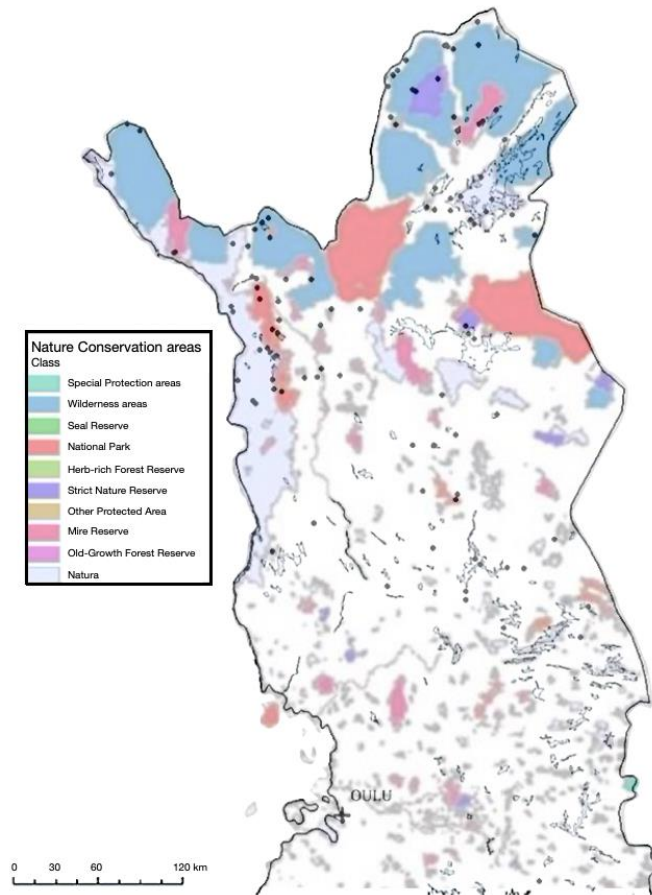 Nature Conservation areas
Class
Special Protection areas
Wilderness areas
Seal Reserve
National Park
Herb-rich Forest Reserve
Strict Nature Reserve
Other Protected Area
Mire Reserve
Old-Growth Forest Reserve
Natura
OULU
0 30 60 120 km